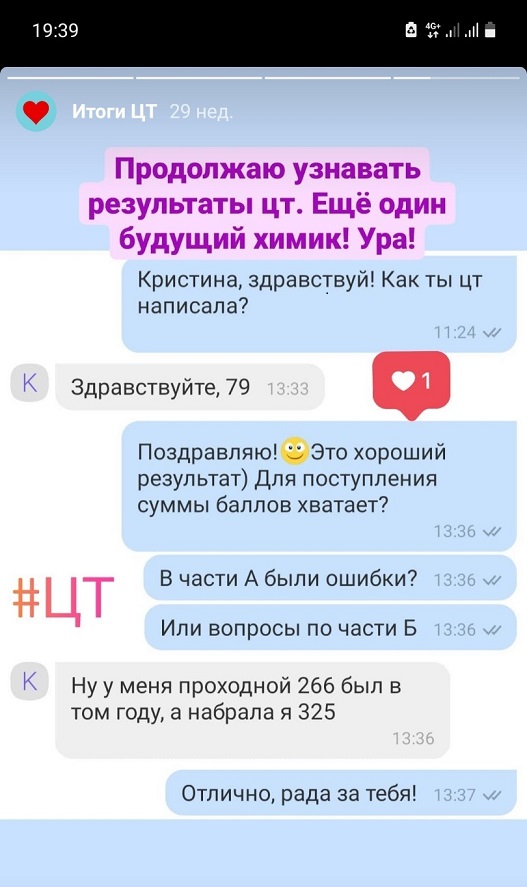 19:39
4G+
Итоги ЦТ 29 нед.
Продолжаю узнавать
результаты цт. Ещё один
будущий химик! Ура!
Кристина, здравствуй! Как ты цт
написала?
11:24
K
Здравствуйте, 79 13:33
1
Поздравляю! Это хороший
результат) Для поступления
суммы баллов хватает?
13:36
В части А были ошибки? 13:36
#ЦТ
Или вопросы по части Б 13:36
K
Ну у меня проходной 266 был в
том году, а набрала я 325
13:36
Отлично, рада за тебя! 13:37